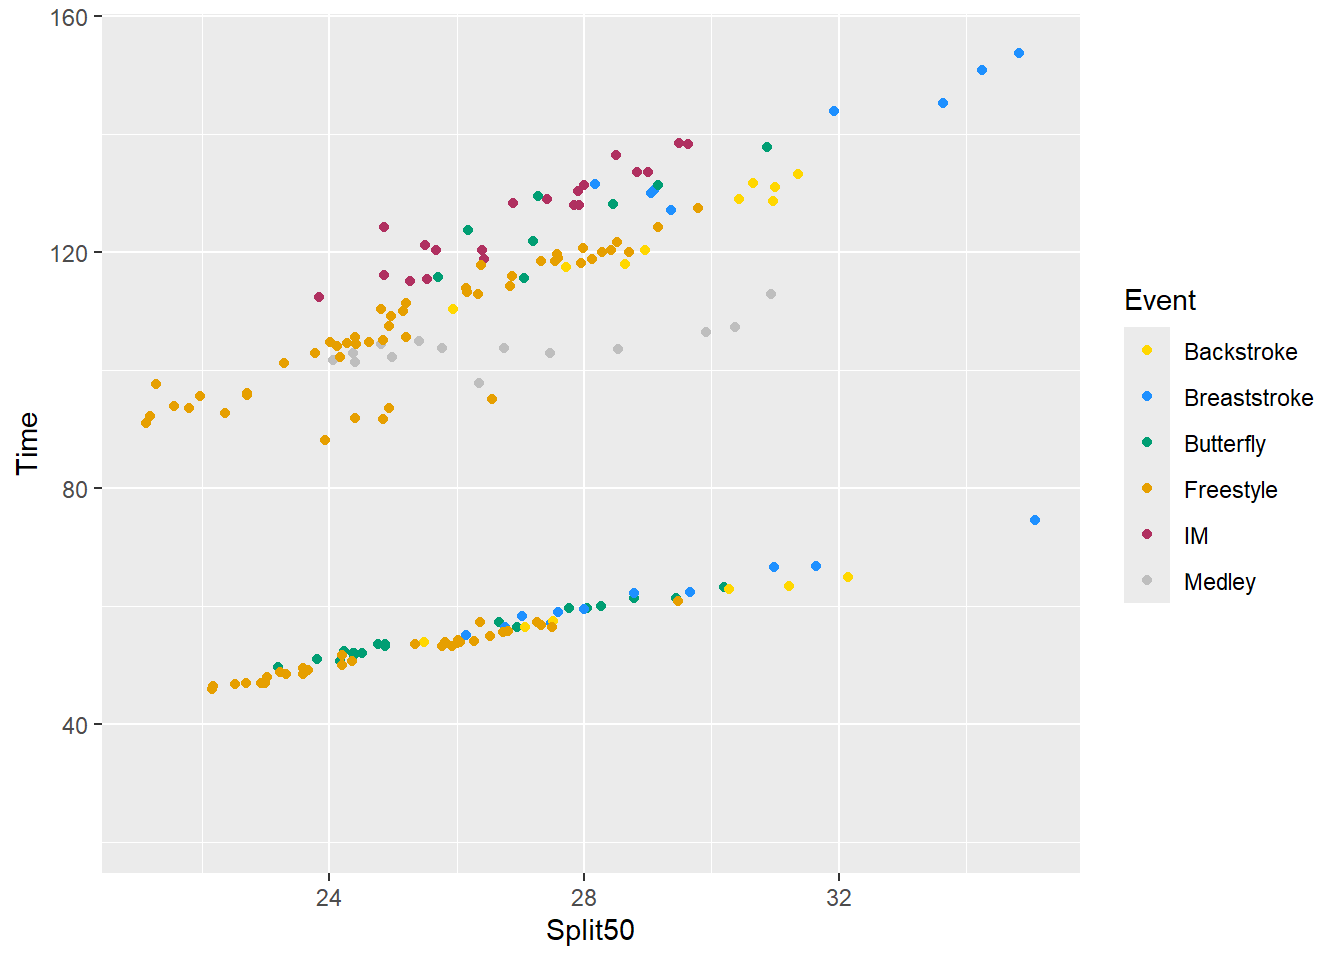 160
120
80
40
Time
24
28
32
Split50
Event
Backstroke
Breaststroke
Butterfly
Freestyle
IM
Medley